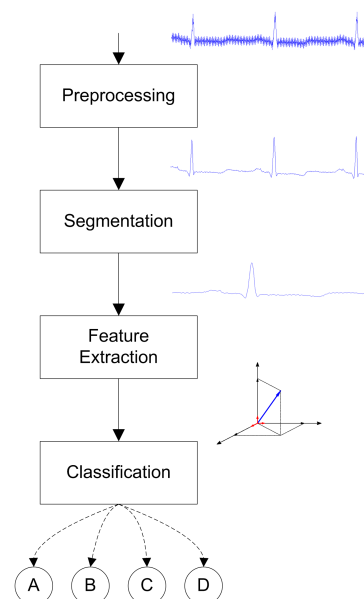 Preprocessing
Segmentation
Feature
Extraction
Classification
A B C D